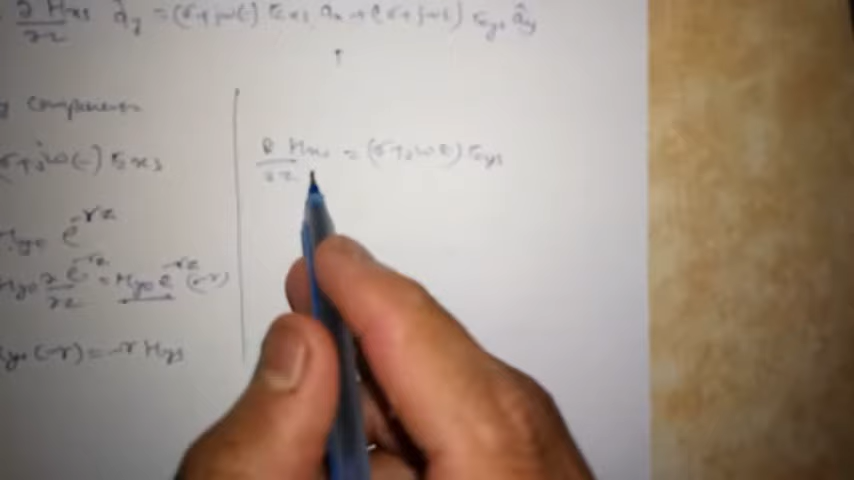 ∂Hxs/∂z ây = (σ+jωϵ) Exs âx + (σ+jωϵ) Eys ây
y components
σ+jωϵ) Exs
∂Hxs/∂z = (σ+jωϵ) Eys
Hyo e^-γz
Hyo ∂e^-γz/∂z = Hyo e^-γz (-γ)
Hys (-γ) = -γ Hys